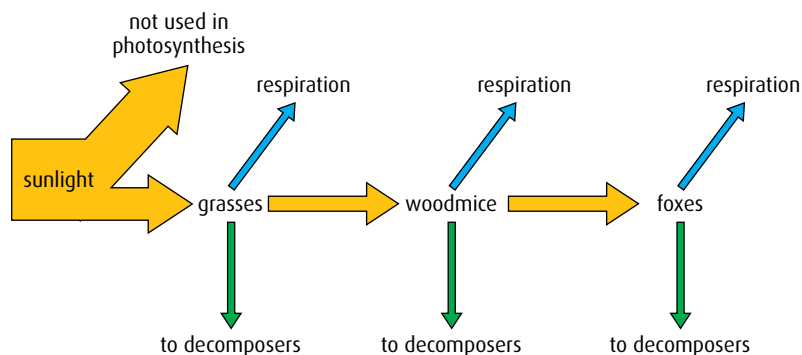 not used in
photosynthesis
respiration
respiration
respiration
sunlight
grasses
woodmice
foxes
to decomposers
to decomposers
to decomposers